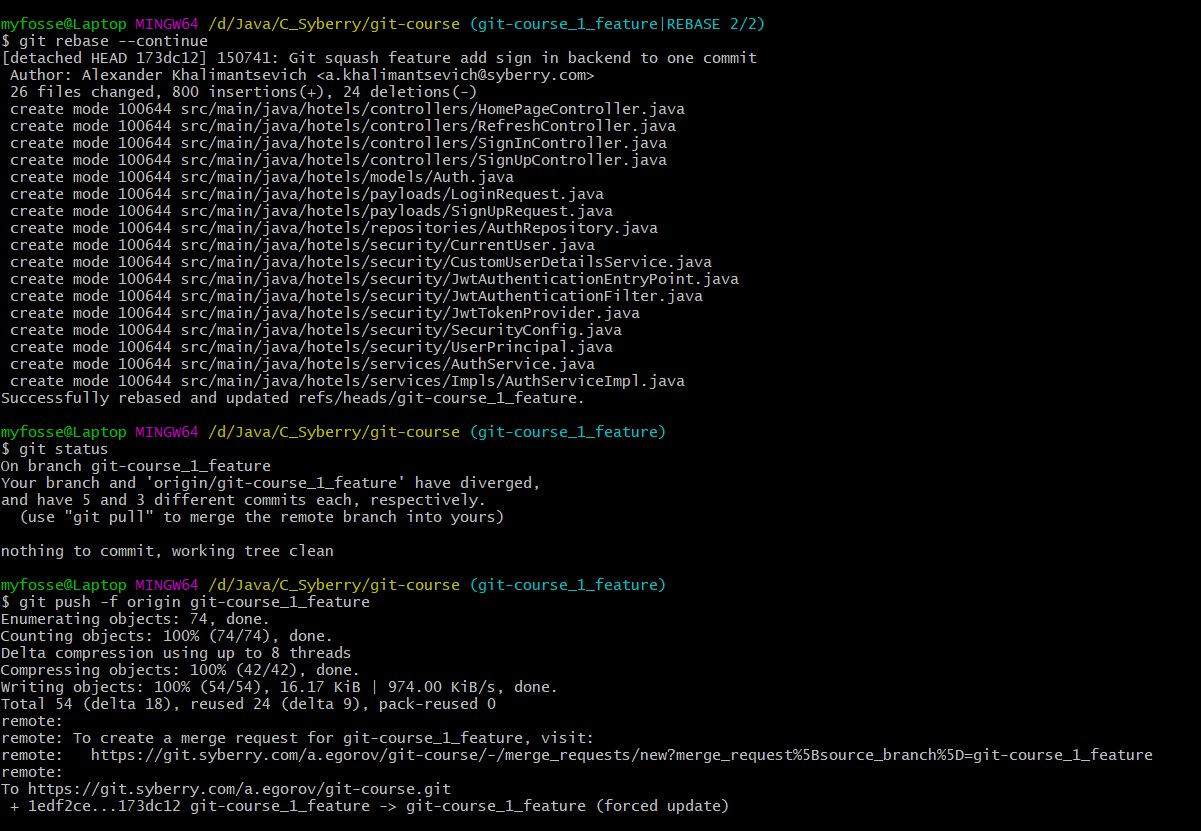 myfosse@Laptop MINGW64 /d/Java/C_Syberry/git-course (git-course_1_feature|REBASE 2/2)
$ git rebase --continue
[detached HEAD 173dc12] 150741: Git squash feature add sign in backend to one commit
 Author: Alexander Khalimantsevich <a.khalimantsevich@syberry.com>
 26 files changed, 800 insertions(+), 24 deletions(-)
 create mode 100644 src/main/java/hotels/controllers/HomePageController.java
 create mode 100644 src/main/java/hotels/controllers/RefreshController.java
 create mode 100644 src/main/java/hotels/controllers/SignInController.java
 create mode 100644 src/main/java/hotels/controllers/SignUpController.java
 create mode 100644 src/main/java/hotels/models/Auth.java
 create mode 100644 src/main/java/hotels/payloads/LoginRequest.java
 create mode 100644 src/main/java/hotels/payloads/SignUpRequest.java
 create mode 100644 src/main/java/hotels/repositories/AuthRepository.java
 create mode 100644 src/main/java/hotels/security/CurrentUser.java
 create mode 100644 src/main/java/hotels/security/CustomUserDetailsService.java
 create mode 100644 src/main/java/hotels/security/JwtAuthenticationEntryPoint.java
 create mode 100644 src/main/java/hotels/security/JwtAuthenticationFilter.java
 create mode 100644 src/main/java/hotels/security/JwtTokenProvider.java
 create mode 100644 src/main/java/hotels/security/SecurityConfig.java
 create mode 100644 src/main/java/hotels/security/UserPrincipal.java
 create mode 100644 src/main/java/hotels/services/AuthService.java
 create mode 100644 src/main/java/hotels/services/Impls/AuthServiceImpl.java
Successfully rebased and updated refs/heads/git-course_1_feature.
myfosse@Laptop MINGW64 /d/Java/C_Syberry/git-course (git-course_1_feature)
$ git status
On branch git-course_1_feature
Your branch and 'origin/git-course_1_feature' have diverged,
and have 5 and 3 different commits each, respectively.
  (use "git pull" to merge the remote branch into yours)
nothing to commit, working tree clean
myfosse@Laptop MINGW64 /d/Java/C_Syberry/git-course (git-course_1_feature)
$ git push -f origin git-course_1_feature
Enumerating objects: 74, done.
Counting objects: 100% (74/74), done.
Delta compression using up to 8 threads
Compressing objects: 100% (42/42), done.
Writing objects: 100% (54/54), 16.17 KiB | 974.00 KiB/s, done.
Total 54 (delta 18), reused 24 (delta 9), pack-reused 0
remote:
remote: To create a merge request for git-course_1_feature, visit:
remote:   https://git.syberry.com/a.egorov/git-course/-/merge_requests/new?merge_request%5Bsource_branch%5D=git-course_1_feature
remote:
To https://git.syberry.com/a.egorov/git-course.git
 + 1edf2ce...173dc12 git-course_1_feature -> git-course_1_feature (forced update)